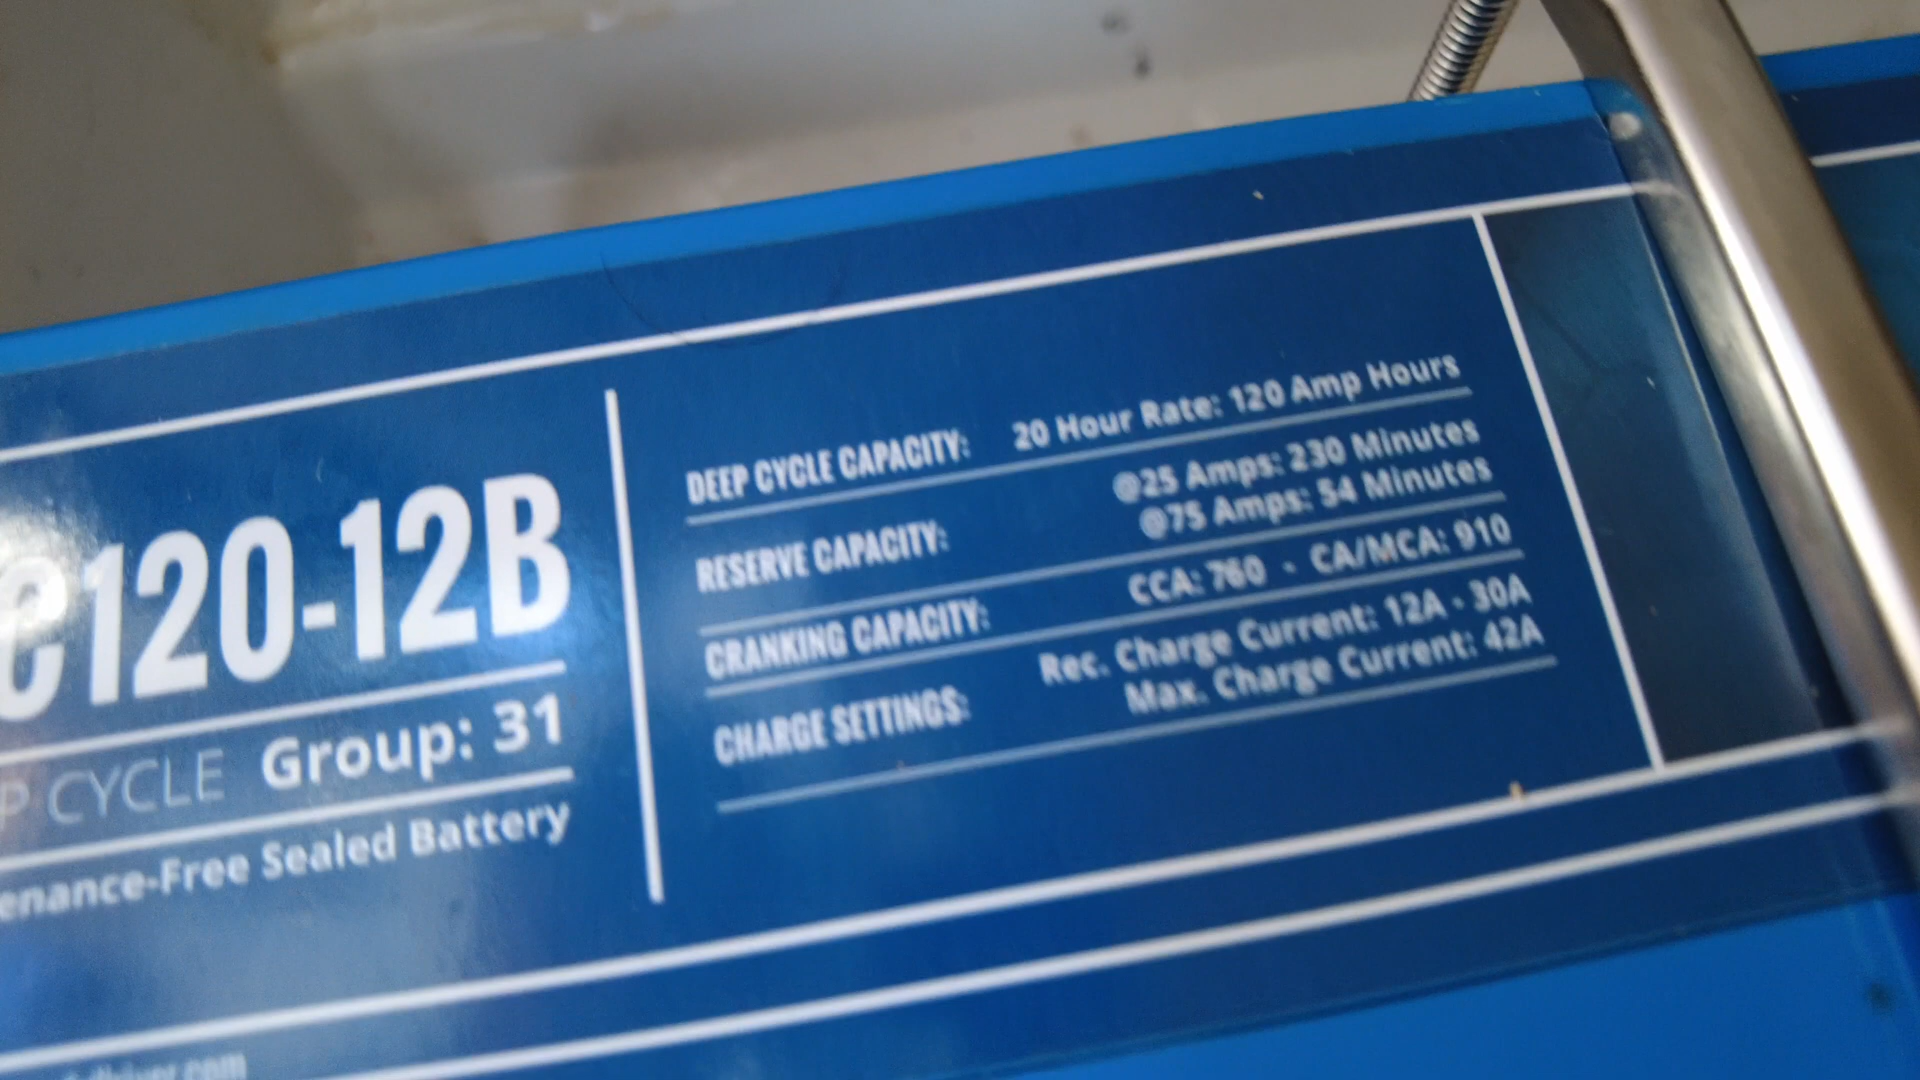 C120-12B
P CYCLE Group: 31
enance-Free Sealed Battery
DEEP CYCLE CAPACITY: 20 Hour Rate: 120 Amp Hours
RESERVE CAPACITY: @25 Amps: 230 Minutes
@75 Amps: 54 Minutes
CRANKING CAPACITY: CCA: 760 - CA/MCA: 910
CHARGE SETTINGS: Rec. Charge Current: 12A - 30A
Max. Charge Current: 42A